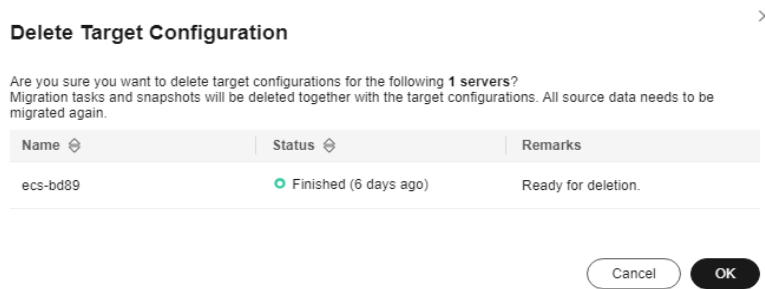 Delete Target Configuration
Are you sure you want to delete target configurations for the following 1 servers?
Migration tasks and snapshots will be deleted together with the target configurations. All source data needs to be
migrated again.
Name Status Remarks
ecs-bd89 Finished (6 days ago) Ready for deletion.
Cancel OK